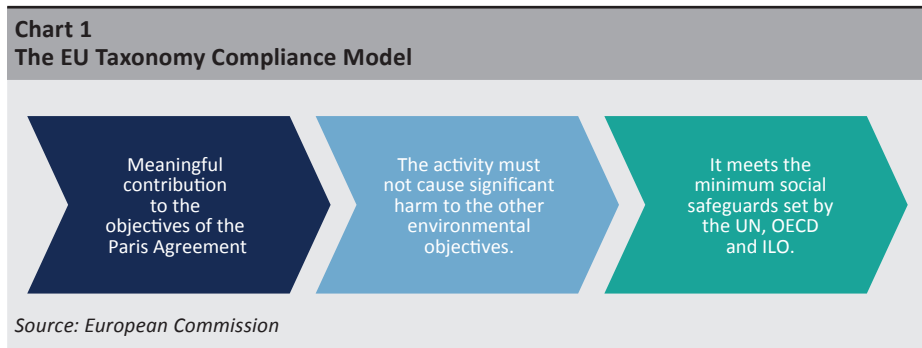 Chart 1
The EU Taxonomy Compliance Model
Meaningful
contribution
to the
objectives of the
Paris Agreement
The activity must
not cause significant
harm to the other
environmental
objectives.
It meets the
minimum social
safeguards set by
the UN, OECD
and ILO.
Source: European Commission